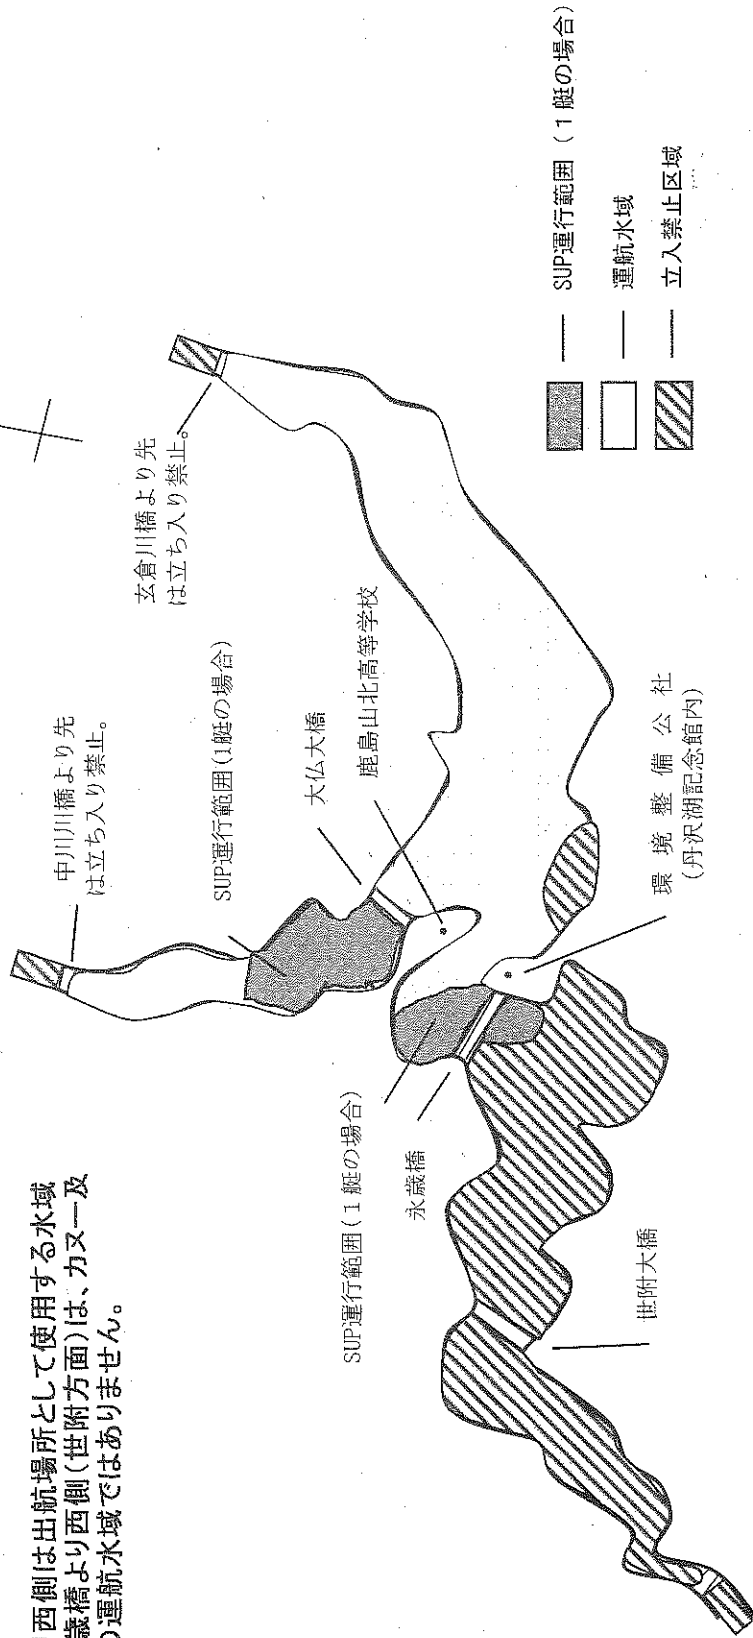 西側は出航場所として使用する水域
歳橋より西側(世附方面)は、カヌー及
の運航水域ではありません。
中川川橋より先
は立ち入り禁止。
玄倉川橋より先
は立ち入り禁止。
SUP運行範囲(1艇の場合)
大仏大橋
鹿島山北高等学校
SUP運行範囲(1艇の場合)
永歳橋
世附大橋
環境整備公社
(丹沢湖記念館内)
SUP運行範囲(1艇の場合)
運航水域
立入禁止区域